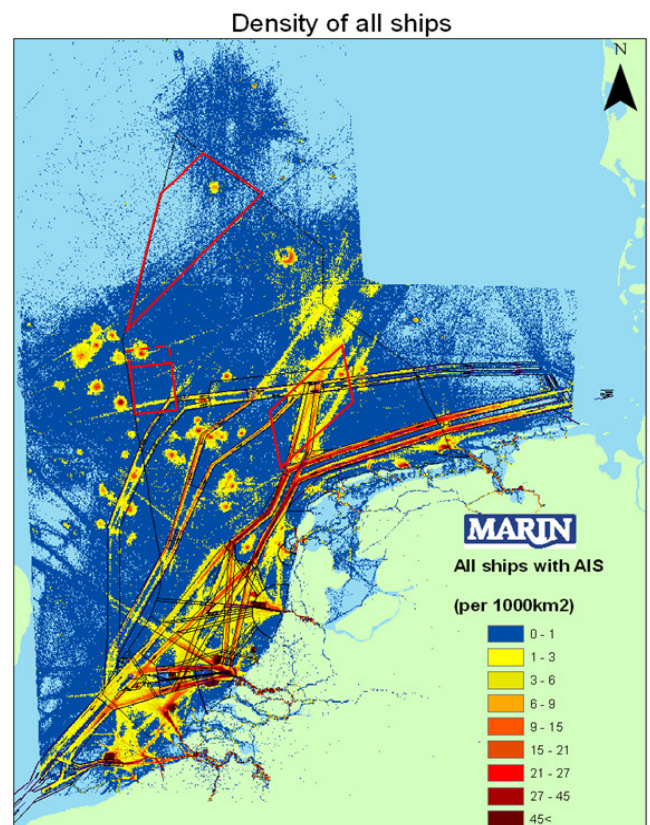 Density of all ships
N
MARIN
All ships with AIS
(per 1000km2)
0 - 1
1 - 3
3 - 6
6 - 9
9 - 15
15 - 21
21 - 27
27 - 45
45<